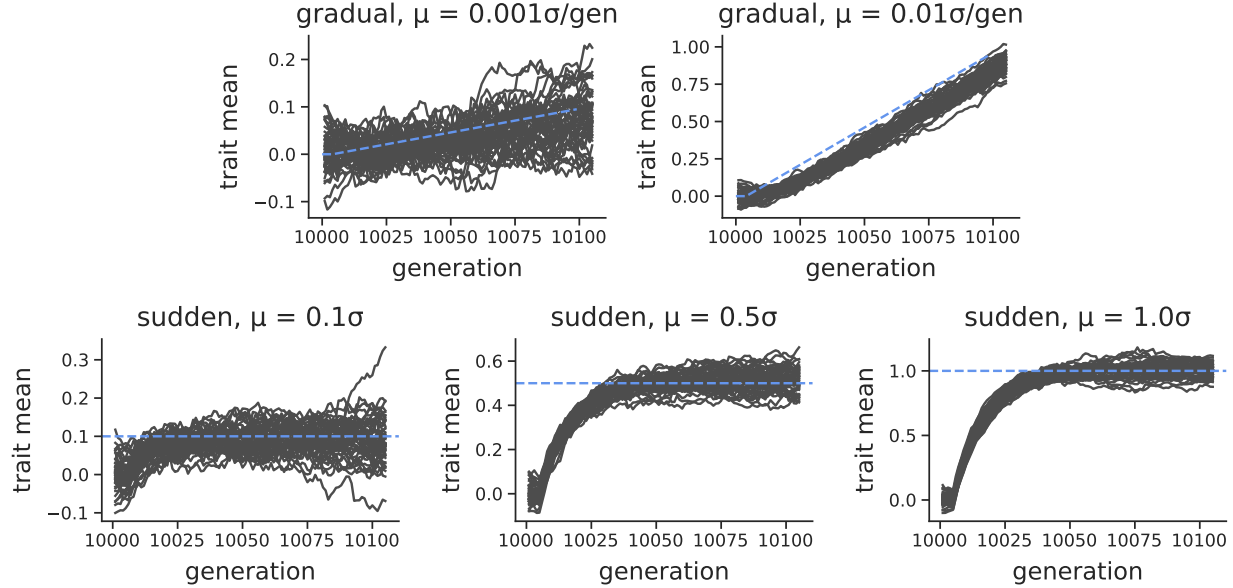 gradual, μ = 0.001σ/gen
gradual, μ = 0.01σ/gen
trait mean
0.2
0.1
0.0
−0.1
10000 10025 10050 10075 10100
generation
trait mean
1.00
0.75
0.50
0.25
0.00
10000 10025 10050 10075 10100
generation
sudden, μ = 0.1σ
sudden, μ = 0.5σ
sudden, μ = 1.0σ
trait mean
0.3
0.2
0.1
0.0
−0.1
10000 10025 10050 10075 10100
generation
trait mean
0.6
0.4
0.2
0.0
10000 10025 10050 10075 10100
generation
trait mean
1.0
0.5
0.0
10000 10025 10050 10075 10100
generation